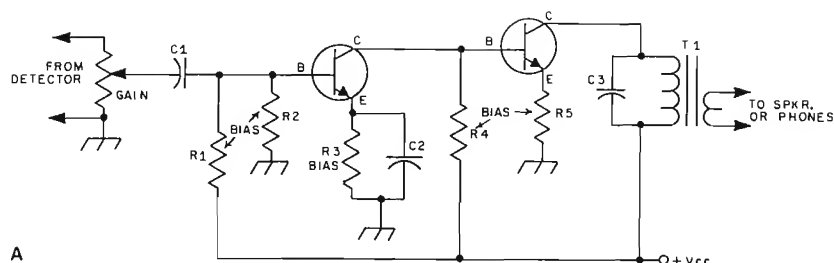 FROM
DETECTOR
GAIN
C1
B
C
E
R1
BIAS
R2
R3
BIAS
C2
B
C
E
R4
BIAS
R5
C3
T1
TO SPKR.
OR PHONES
A
+Vcc